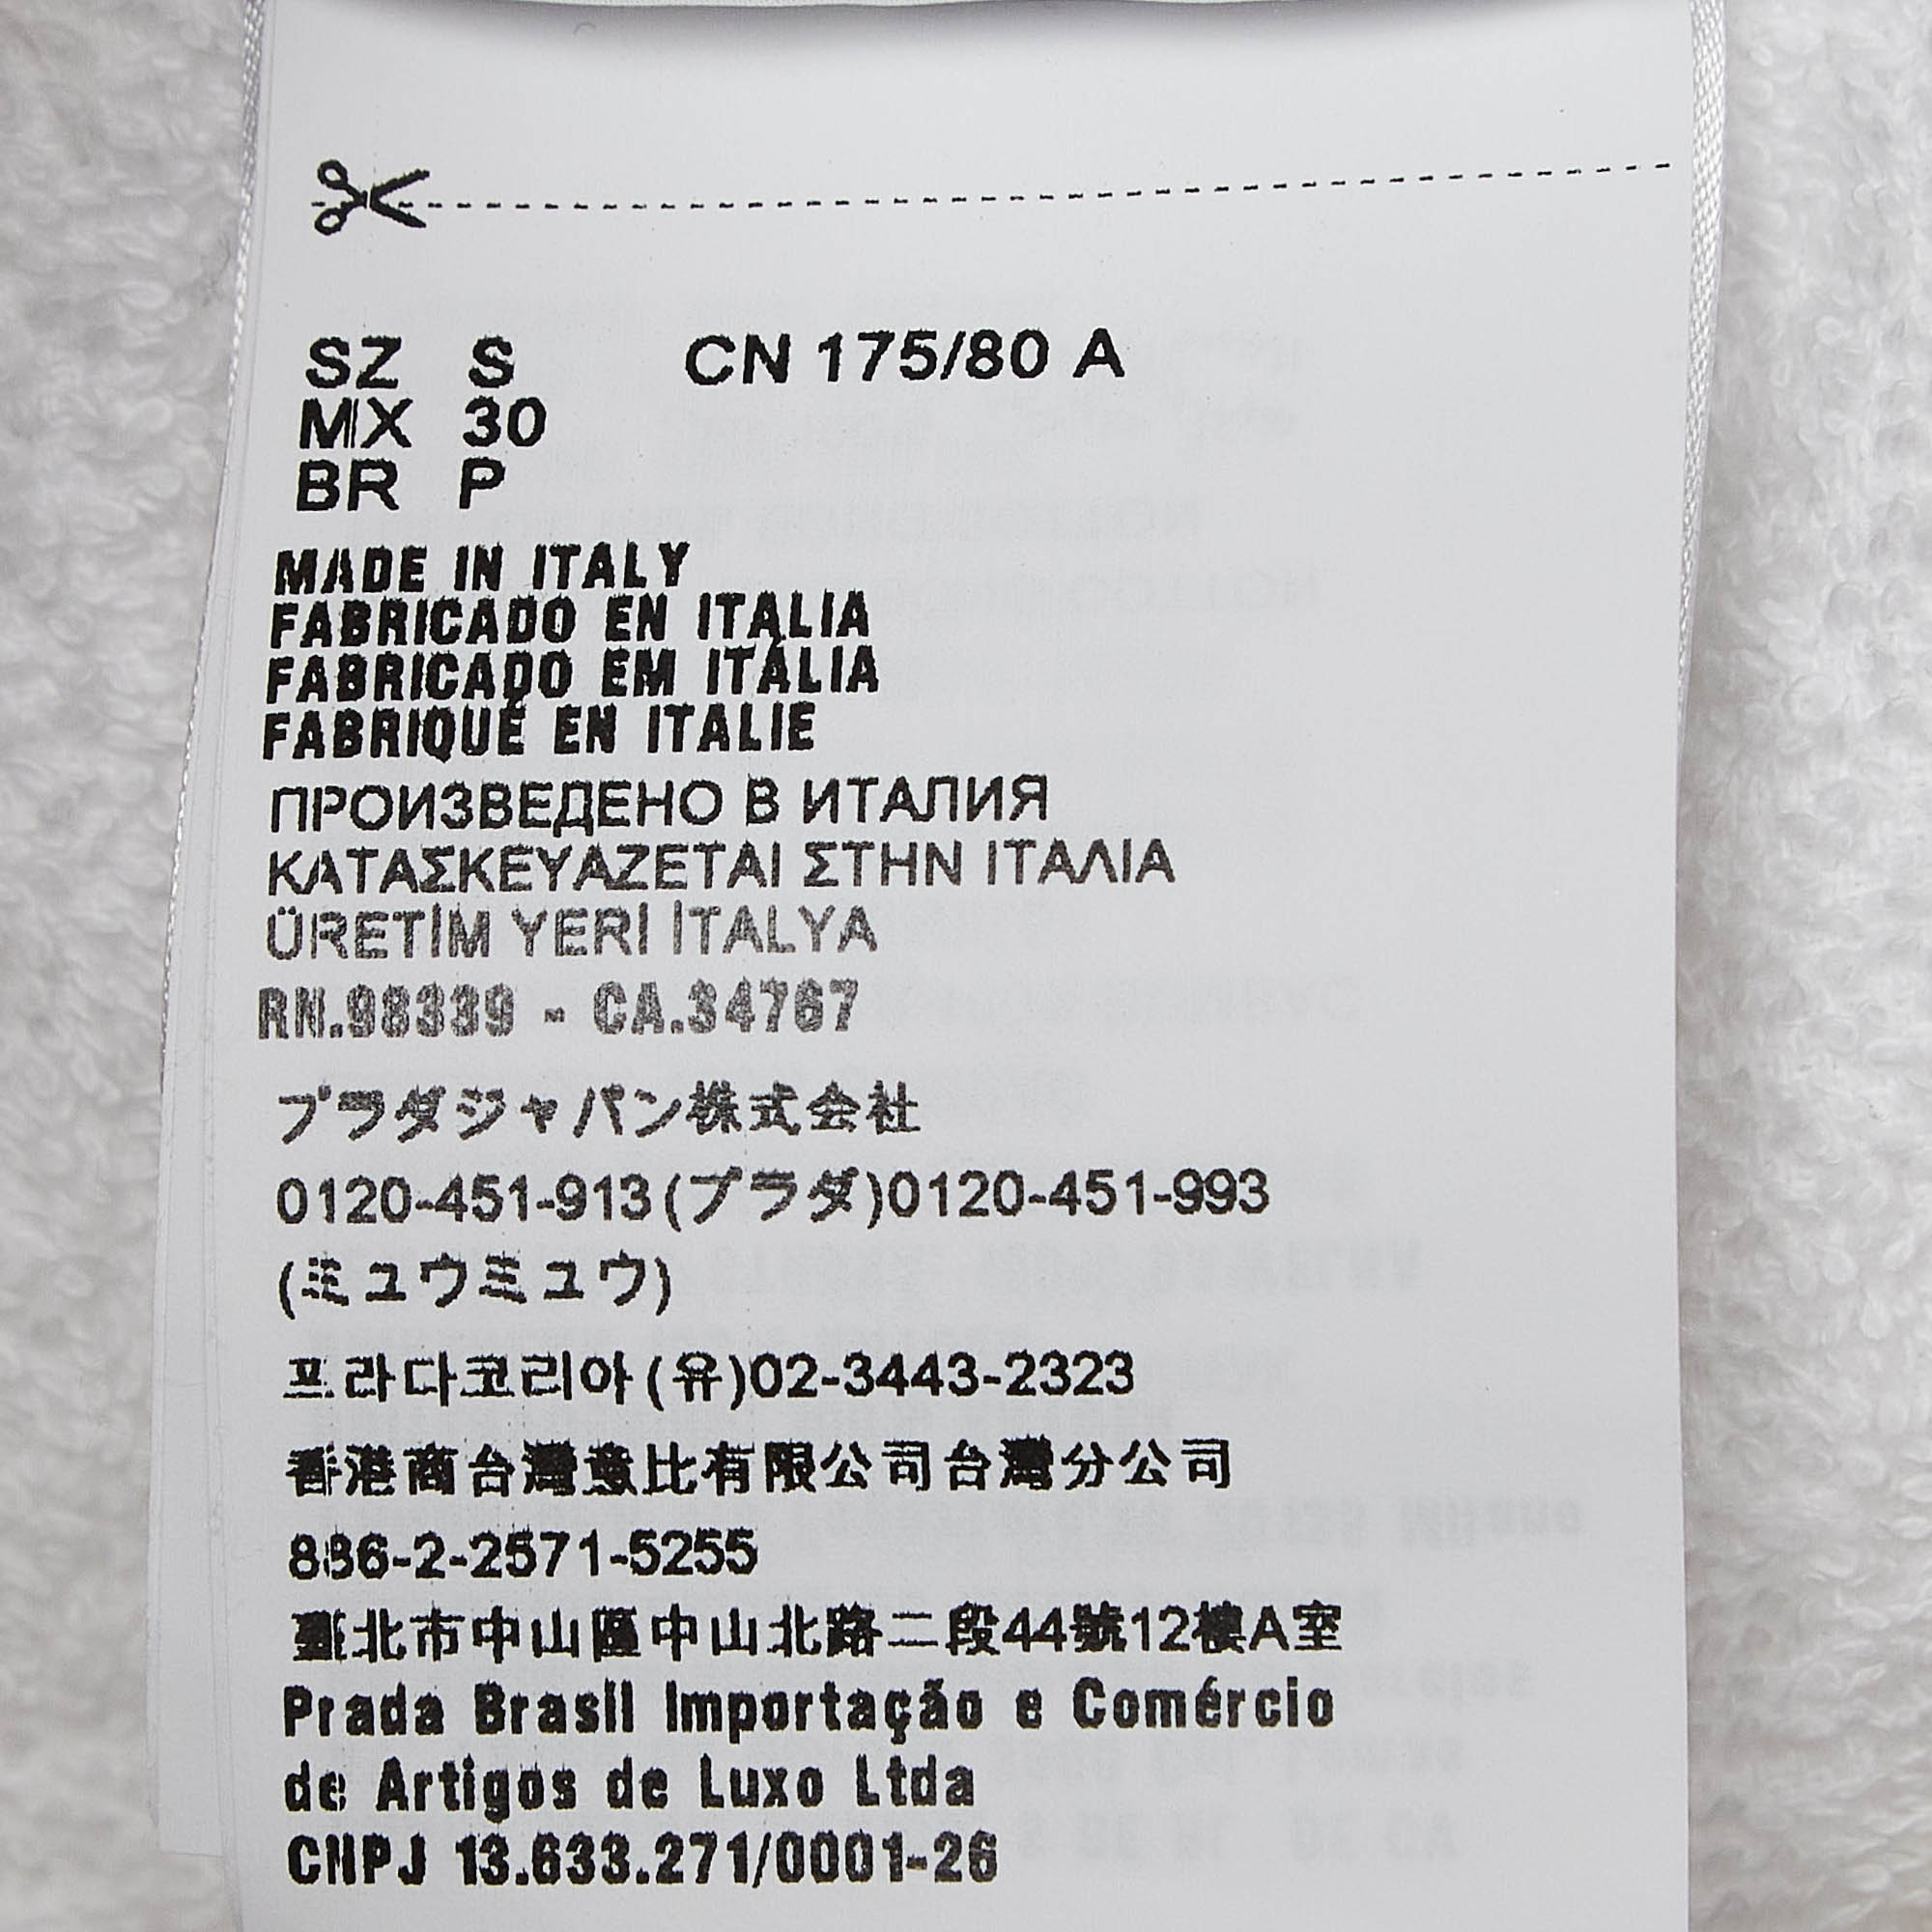 SZ S CN 175/80 A
MX 30
BR P
MADE IN ITALY
FABRICADO EN ITALIA
FABRICADO EM ITÁLIA
FABRIQUÉ EN ITALIE
ПРОИЗВЕДЕНО В ИТАЛИЯ
ΚΑΤΑΣΚΕΥΑΖΕΤΑΙ ΣΤΗΝ ΙΤΑΛΙΑ
ÜRETİM YERİ İTALYA
RN.98339 - CA.34767
プラダジャパン株式会社
0120-451-913(プラダ)0120-451-993
(ミュウミュウ)
프라다코리아(유)02-3443-2323
香港商台灣意比有限公司台灣分公司
886-2-2571-5255
臺北市中山區中山北路二段44號12樓A室
Prada Brasil Importação e Comércio
de Artigos de Luxo Ltda
CNPJ 13.633.271/0001-26